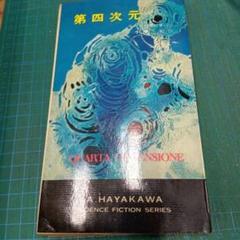 第四次元
QUARTA DIMENSIONE
A. HAYAKAWA
SCIENCE FICTION SERIES